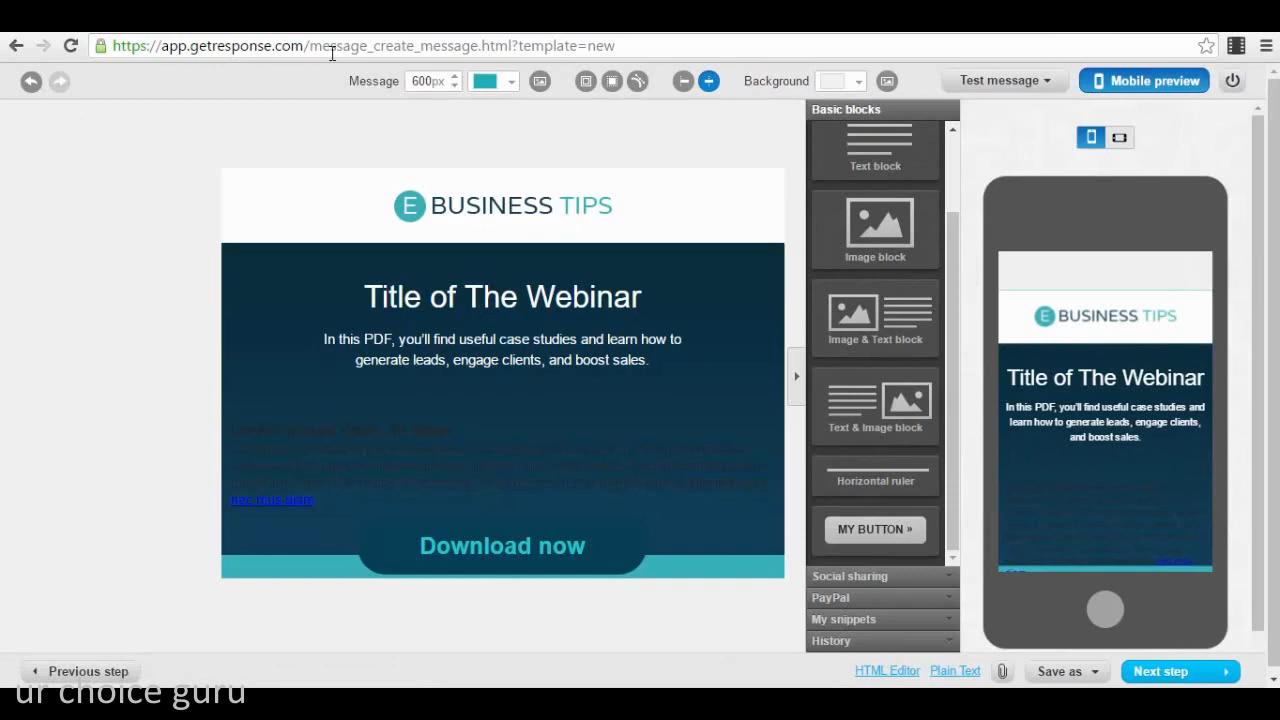 https://app.getresponse.com/message_create_message.html?template=new
Message 600px Background Test message Mobile preview
Basic blocks
Text block
Image block
Image & Text block
Text & Image block
Horizontal ruler
MY BUTTON »
Social sharing
PayPal
My snippets
History
E BUSINESS TIPS
Title of The Webinar
In this PDF, you'll find useful case studies and learn how to
generate leads, engage clients, and boost sales.
Download now
E BUSINESS TIPS
Title of The Webinar
In this PDF, you'll find useful case studies and
learn how to generate leads, engage clients,
and boost sales.
Previous step HTML Editor Plain Text Save as Next step
ur choice guru